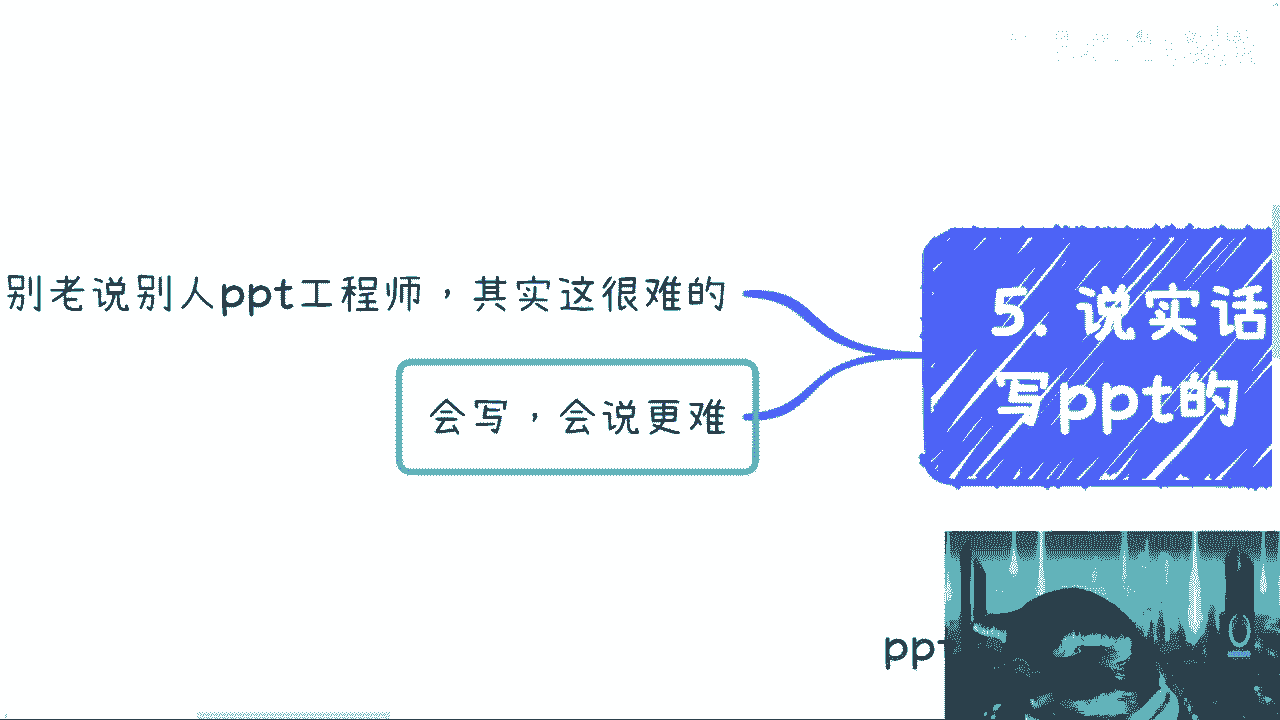 别老说别人ppt工程师，其实这很难的
会写，会说更难
5. 说实话
写ppt的
ppt